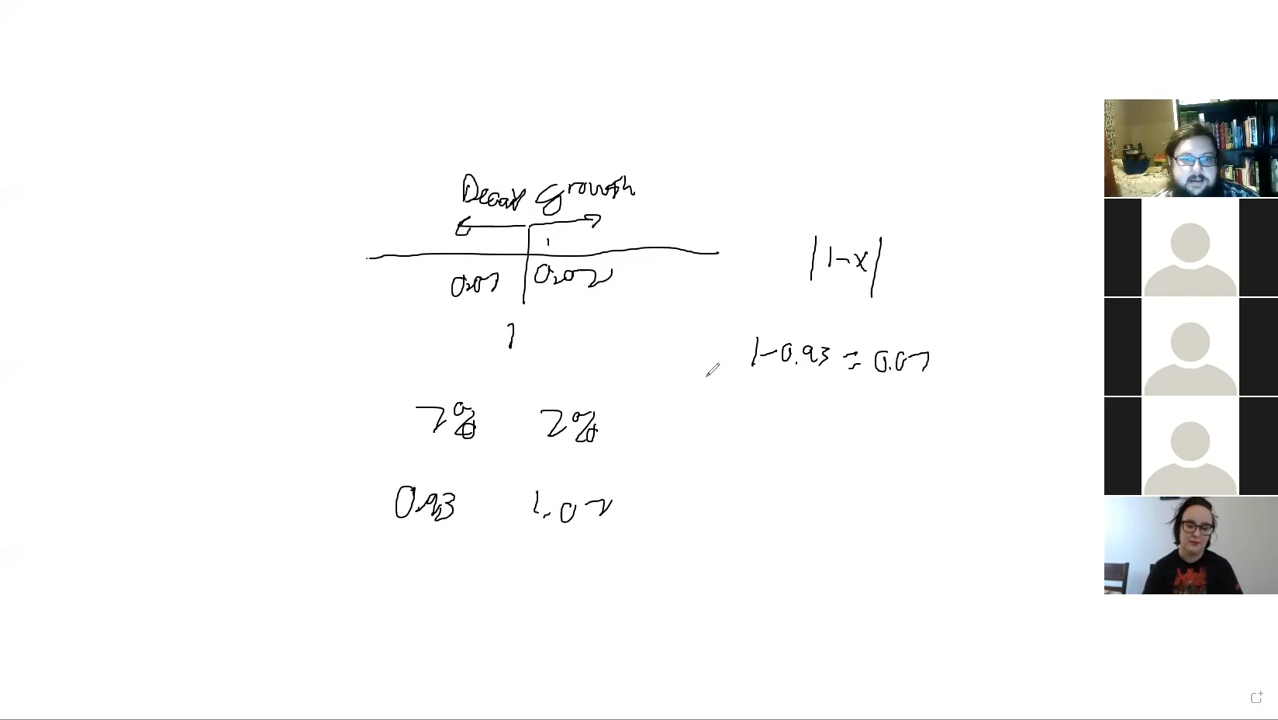 Decay growth
0.07 0.02
1
7% 2%
0.93 1.02
|1-x|
1-0.93 = 0.07